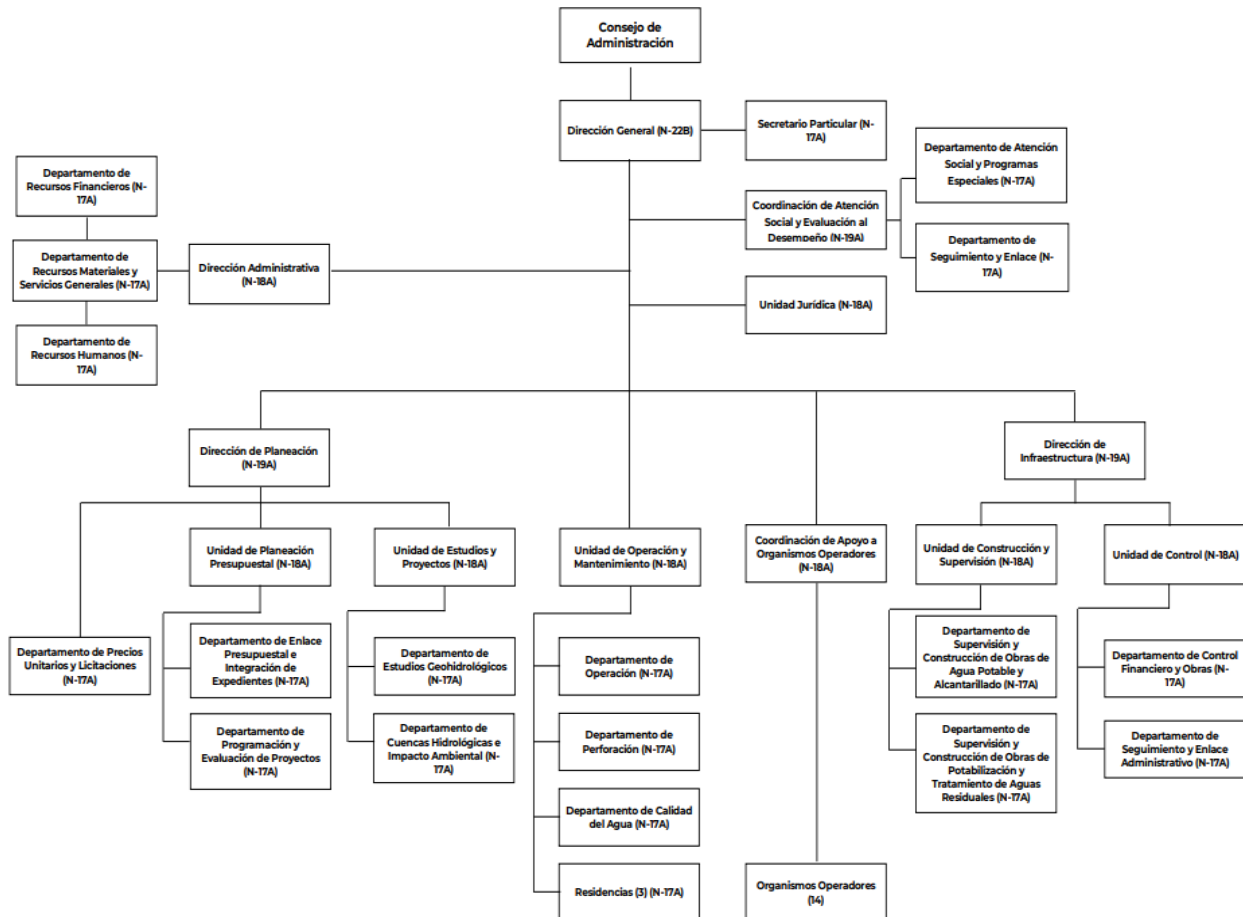 Consejo de
Administración
Dirección General (N-22B)
Secretario Particular (N-
17A)
Departamento de Atención
Social y Programas
Especiales (N-17A)
Departamento de
Recursos Financieros (N-
17A)
Coordinación de Atención
Social y Evaluación al
Desempeño (N-19A)
Departamento de
Seguimiento y Enlace (N-
17A)
Departamento de
Recursos Materiales y
Servicios Generales (N-17A)
Dirección Administrativa
(N-18A)
Unidad Jurídica (N-18A)
Departamento de
Recursos Humanos (N-
17A)
Dirección de Planeación
(N-19A)
Dirección de
Infraestructura (N-19A)
Unidad de Planeación
Presupuestal (N-18A)
Unidad de Estudios y
Proyectos (N-18A)
Unidad de Operación y
Mantenimiento (N-18A)
Coordinación de Apoyo a
Organismos Operadores
(N-18A)
Unidad de Construcción y
Supervisión (N-18A)
Unidad de Control (N-18A)
Departamento de Precios
Unitarios y Licitaciones
(N-17A)
Departamento de Enlace
Presupuestal e
Integración de
Expedientes (N-17A)
Departamento de
Estudios Geohidrológicos
(N-17A)
Departamento de
Operación (N-17A)
Departamento de
Supervisión y
Construcción de Obras de
Agua Potable y
Alcantarillado (N-17A)
Departamento de Control
Financiero y Obras (N-
17A)
Departamento de
Programación y
Evaluación de Proyectos
(N-17A)
Departamento de
Cuencas Hidrológicas e
Impacto Ambiental (N-
17A)
Departamento de
Perforación (N-17A)
Departamento de
Supervisión y
Construcción de Obras de
Potabilización y
Tratamiento de Aguas
Residuales (N-17A)
Departamento de
Seguimiento y Enlace
Administrativo (N-17A)
Departamento de Calidad
del Agua (N-17A)
Residencias (3) (N-17A)
Organismos Operadores
(14)